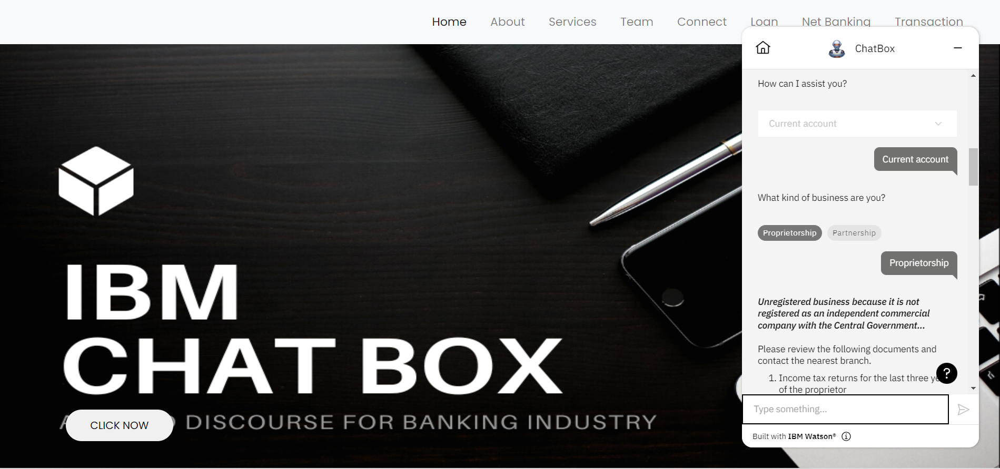 Home About Services Team Connect Loan Net Banking Transaction
IBM
CHAT BOX
DISCOURSE FOR BANKING INDUSTRY
CLICK NOW
ChatBox
How can I assist you?
Current account
Current account
What kind of business are you?
Proprietorship Partnership
Proprietorship
Unregistered business because it is not
registered as an independent commercial
company with the Central Government...
Please review the following documents and
contact the nearest branch.
1. Income tax returns for the last three
of the proprietor
?
Type something...
Built with IBM Watson®